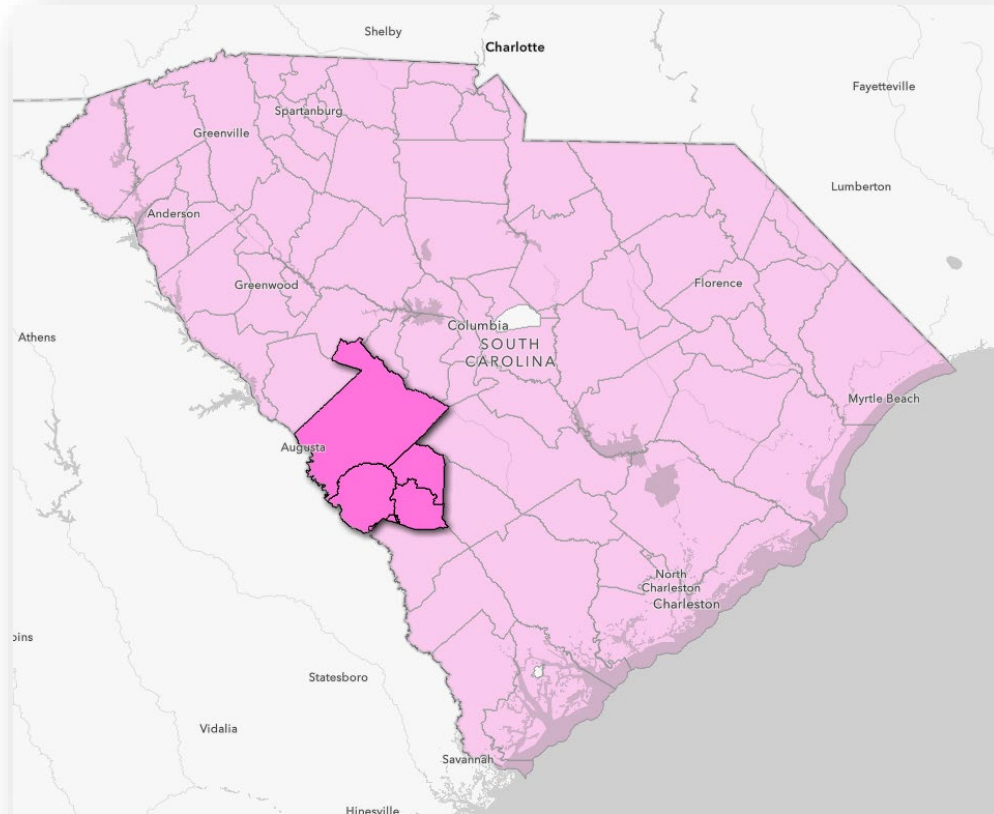 Shelby
Charlotte
Fayetteville
Spartanburg
Greenville
Lumberton
Anderson
Greenwood
Florence
Athens
Columbia
SOUTH
CAROLINA
Myrtle Beach
Augusta
North
Charleston
Charleston
oins
Statesboro
Vidalia
Savannah
Hinesville